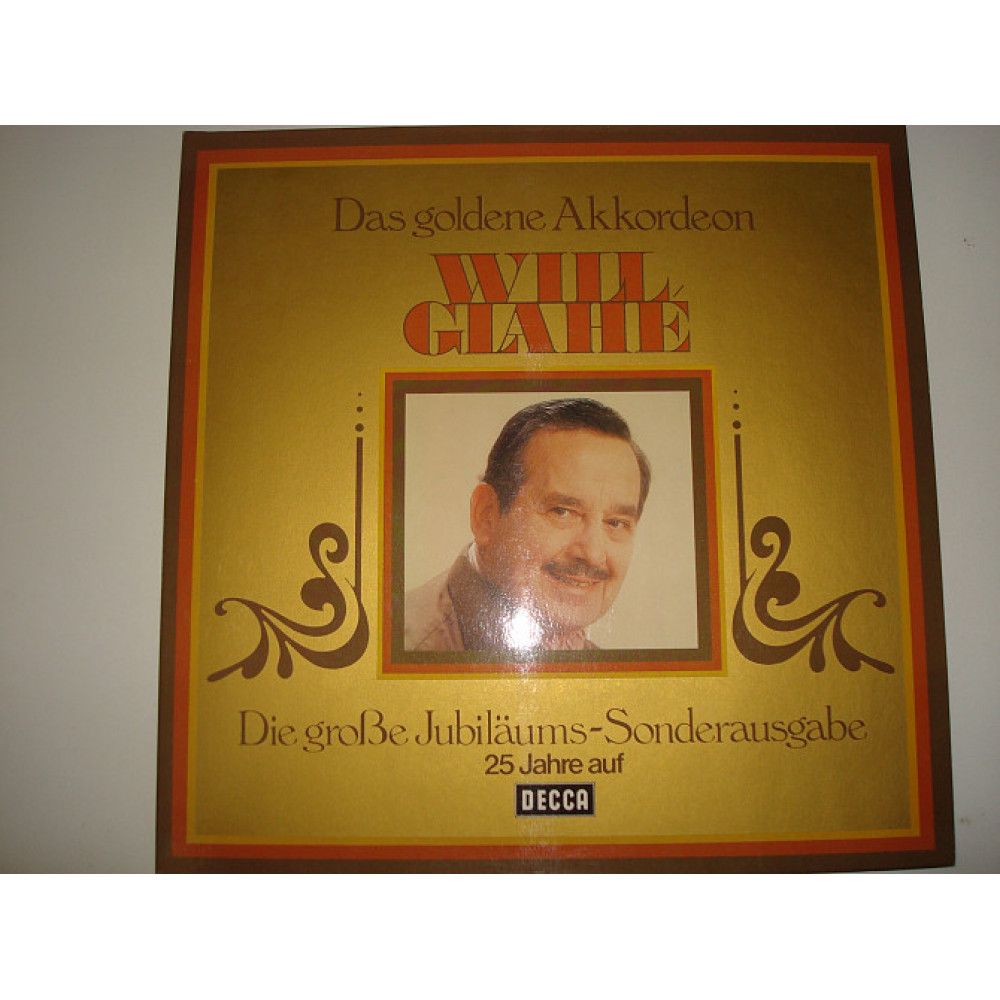 Das goldene Akkordeon
WILL
GLAHÉ
Die große Jubiläums-Sonderausgabe
25 Jahre auf
DECCA